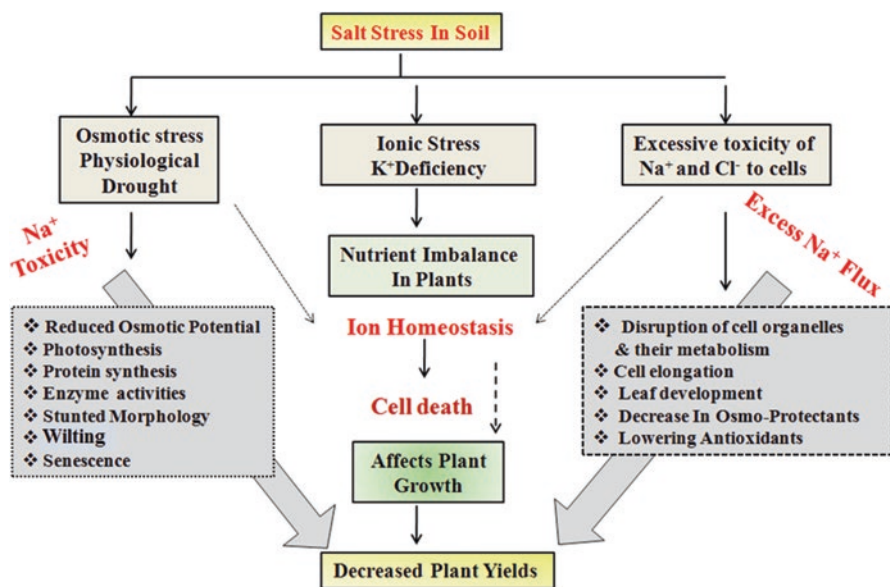 Salt Stress In Soil
Osmotic stress
Physiological
Drought
Ionic Stress
K⁺Deficiency
Excessive toxicity of
Na⁺ and Cl⁻ to cells
Na⁺
Toxicity
Excess Na⁺ Flux
Nutrient Imbalance
In Plants
❖ Reduced Osmotic Potential
❖ Photosynthesis
❖ Protein synthesis
❖ Enzyme activities
❖ Stunted Morphology
❖ Wilting
❖ Senescence
Ion Homeostasis
Cell death
Affects Plant
Growth
❖ Disruption of cell organelles
& their metabolism
❖ Cell elongation
❖ Leaf development
❖ Decrease In Osmo-Protectants
❖ Lowering Antioxidants
Decreased Plant Yields